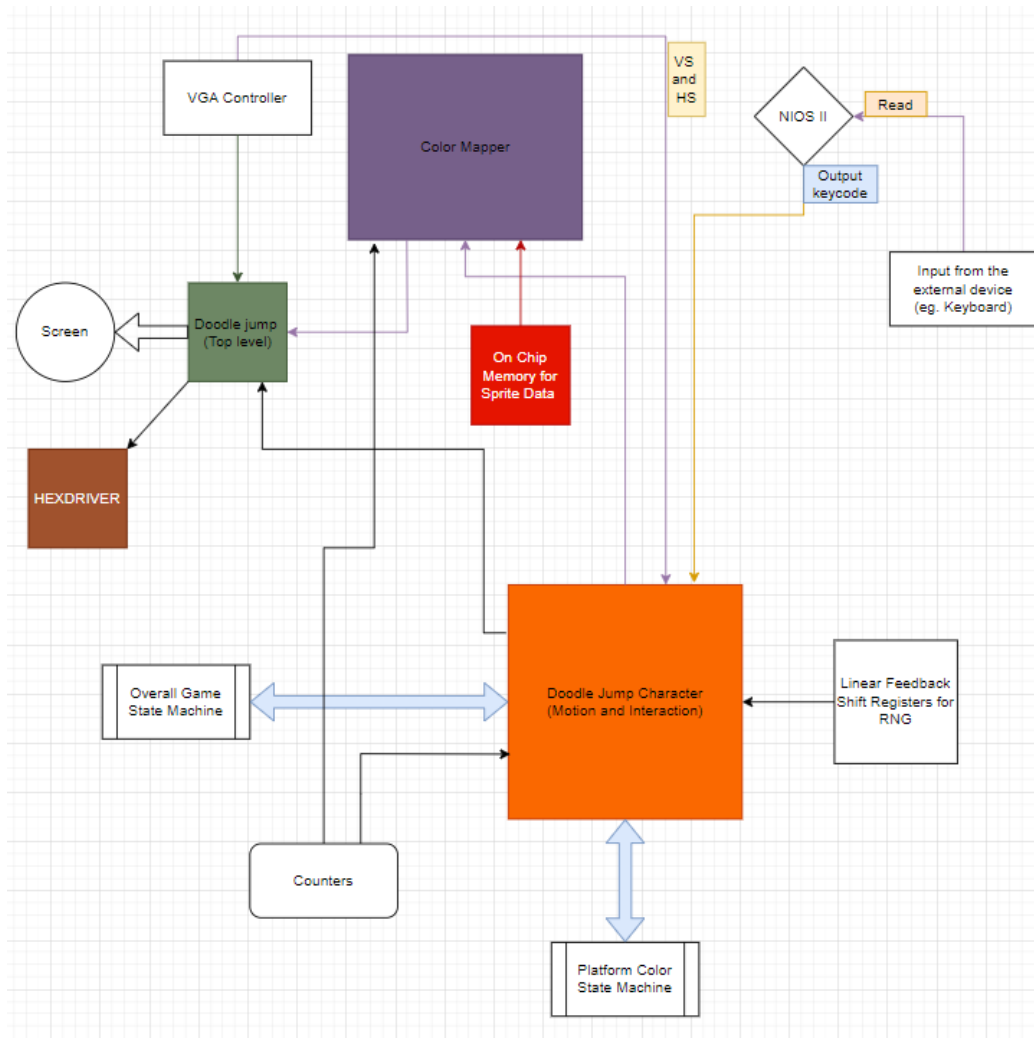 VGA Controller
Color Mapper
VS
and
HS
NIOS II
Read
Output
keycode
Input from the
external device
(eg. Keyboard)
Screen
Doodle jump
(Top level)
On Chip
Memory for
Sprite Data
HEXDRIVER
Overall Game
State Machine
Doodle Jump Character
(Motion and Interaction)
Linear Feedback
Shift Registers for
RNG
Counters
Platform Color
State Machine